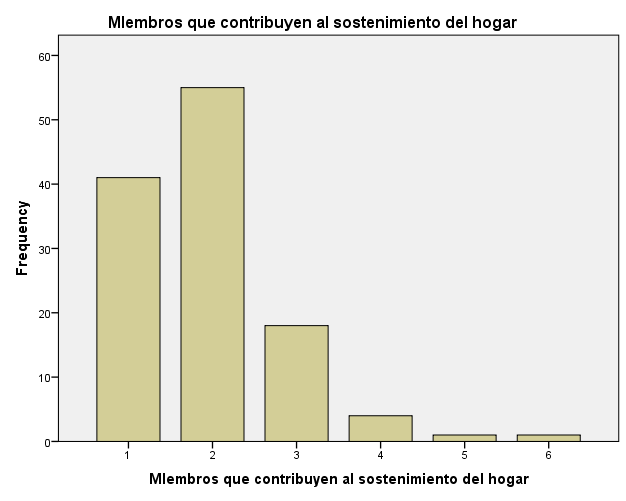 MIembros que contribuyen al sostenimiento del hogar
Frequency
60
50
40
30
20
10
0
1 2 3 4 5 6
MIembros que contribuyen al sostenimiento del hogar